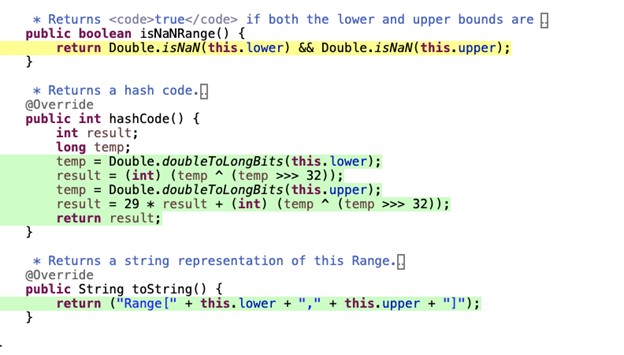 * Returns <code>true</code> if both the lower and upper bounds are
public boolean isNaNRange() {
return Double.isNaN(this.lower) && Double.isNaN(this.upper);
}
* Returns a hash code.
@Override
public int hashCode() {
int result;
long temp;
temp = Double.doubleToLongBits(this.lower);
result = (int) (temp ^ (temp >>> 32));
temp = Double.doubleToLongBits(this.upper);
result = 29 * result + (int) (temp ^ (temp >>> 32));
return result;
}
* Returns a string representation of this Range.
@Override
public String toString() {
return ("Range[" + this.lower + "," + this.upper + "]");
}